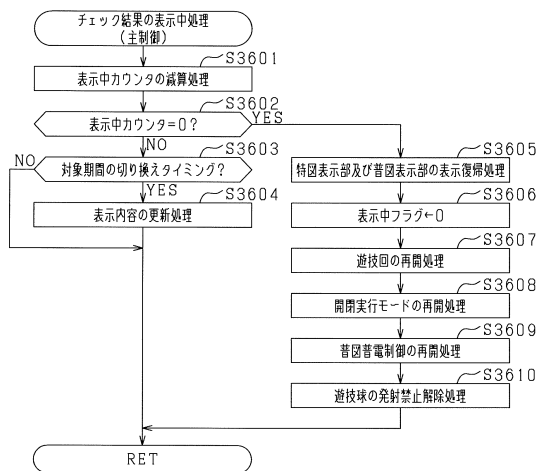 チェック結果の表示中処理
(主制御)
S3601
表示中カウンタの減算処理
S3602
表示中カウンタ=0?
YES
NO
S3603
NO
対象期間の切り換えタイミング?
YES
S3604
表示内容の更新処理
S3605
特図表示部及び普図表示部の表示復帰処理
S3606
表示中フラグ←0
S3607
遊技回の再開処理
S3608
開閉実行モードの再開処理
S3609
普図普電制御の再開処理
S3610
遊技球の発射禁止解除処理
RET